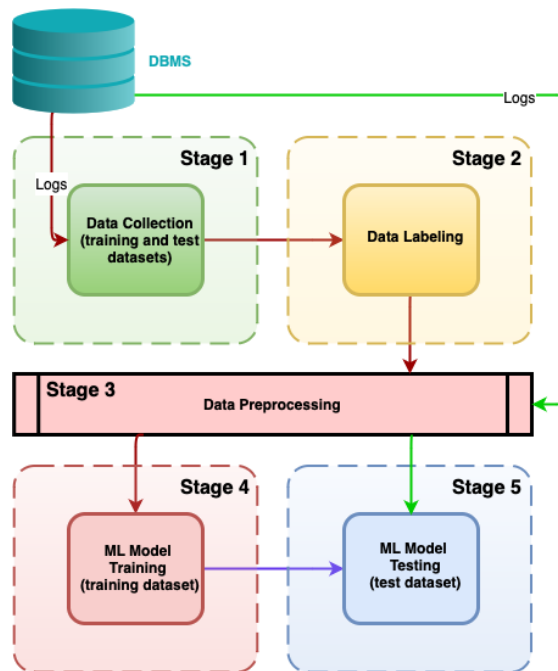 DBMS
Logs
Stage 1
Stage 2
Logs
Data Collection
(training and test
datasets)
Data Labeling
Stage 3
Data Preprocessing
Stage 4
Stage 5
ML Model
Training
(training dataset)
ML Model
Testing
(test dataset)